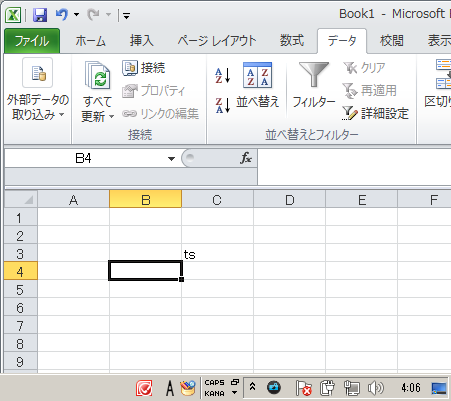 Book1 - Microsoft
ファイル ホーム 挿入 ページ レイアウト 数式 データ 校閲 表示
外部データの取り込み
すべて更新
接続
プロパティ
リンクの編集
接続
A Z
Z A
A Z Z A
並べ替え
フィルター
クリア
再適用
詳細設定
並べ替えとフィルター
区切り
B4 fx
A B C D E F
1
2
3 ts
4
5
6
7
8
9
A CAPS KANA 4:06